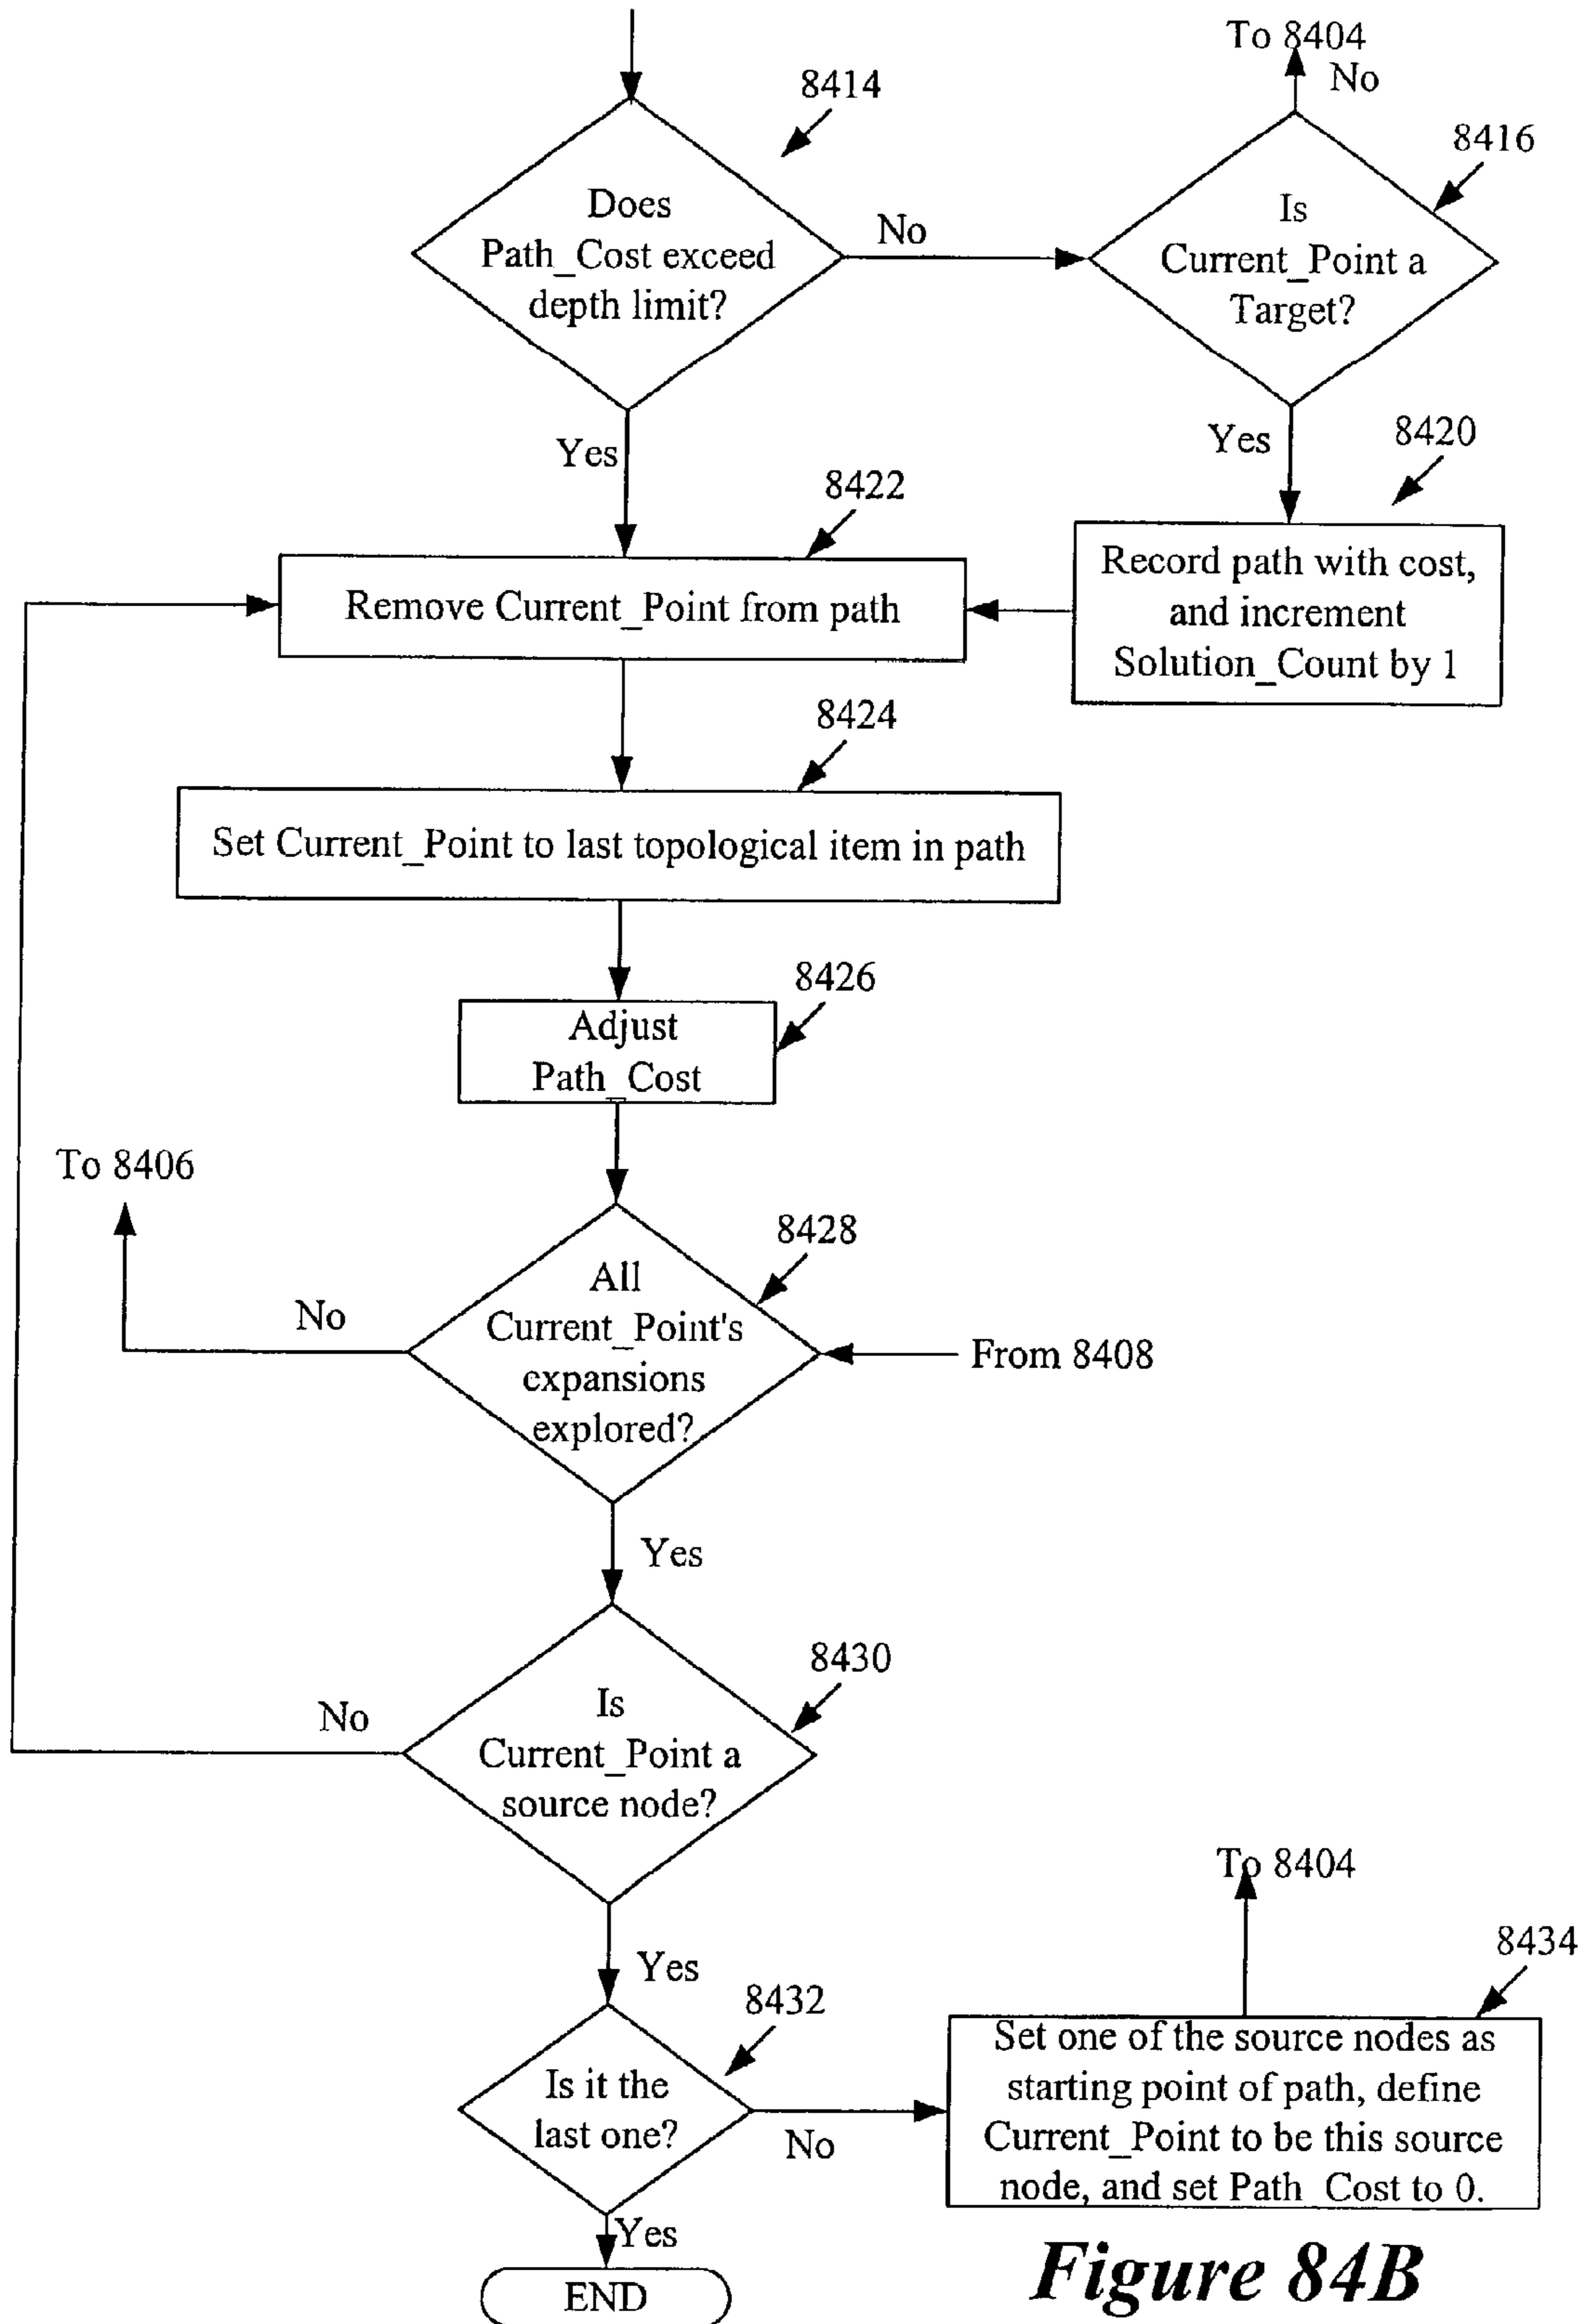 To 8404
No
8414
8416
Does
Path_Cost exceed
depth limit?
No
Is
Current_Point a
Target?
Yes
Yes
8420
8422
Record path with cost,
and increment
Solution_Count by 1
Remove Current_Point from path
8424
Set Current_Point to last topological item in path
8426
Adjust
Path_Cost
To 8406
8428
All
Current_Point's
expansions
explored?
No
From 8408
Yes
8430
Is
Current_Point a
source node?
No
To 8404
8434
Yes
8432
Set one of the source nodes as
starting point of path, define
Current_Point to be this source
node, and set Path_Cost to 0.
Is it the
last one?
No
Yes
END
Figure 84B